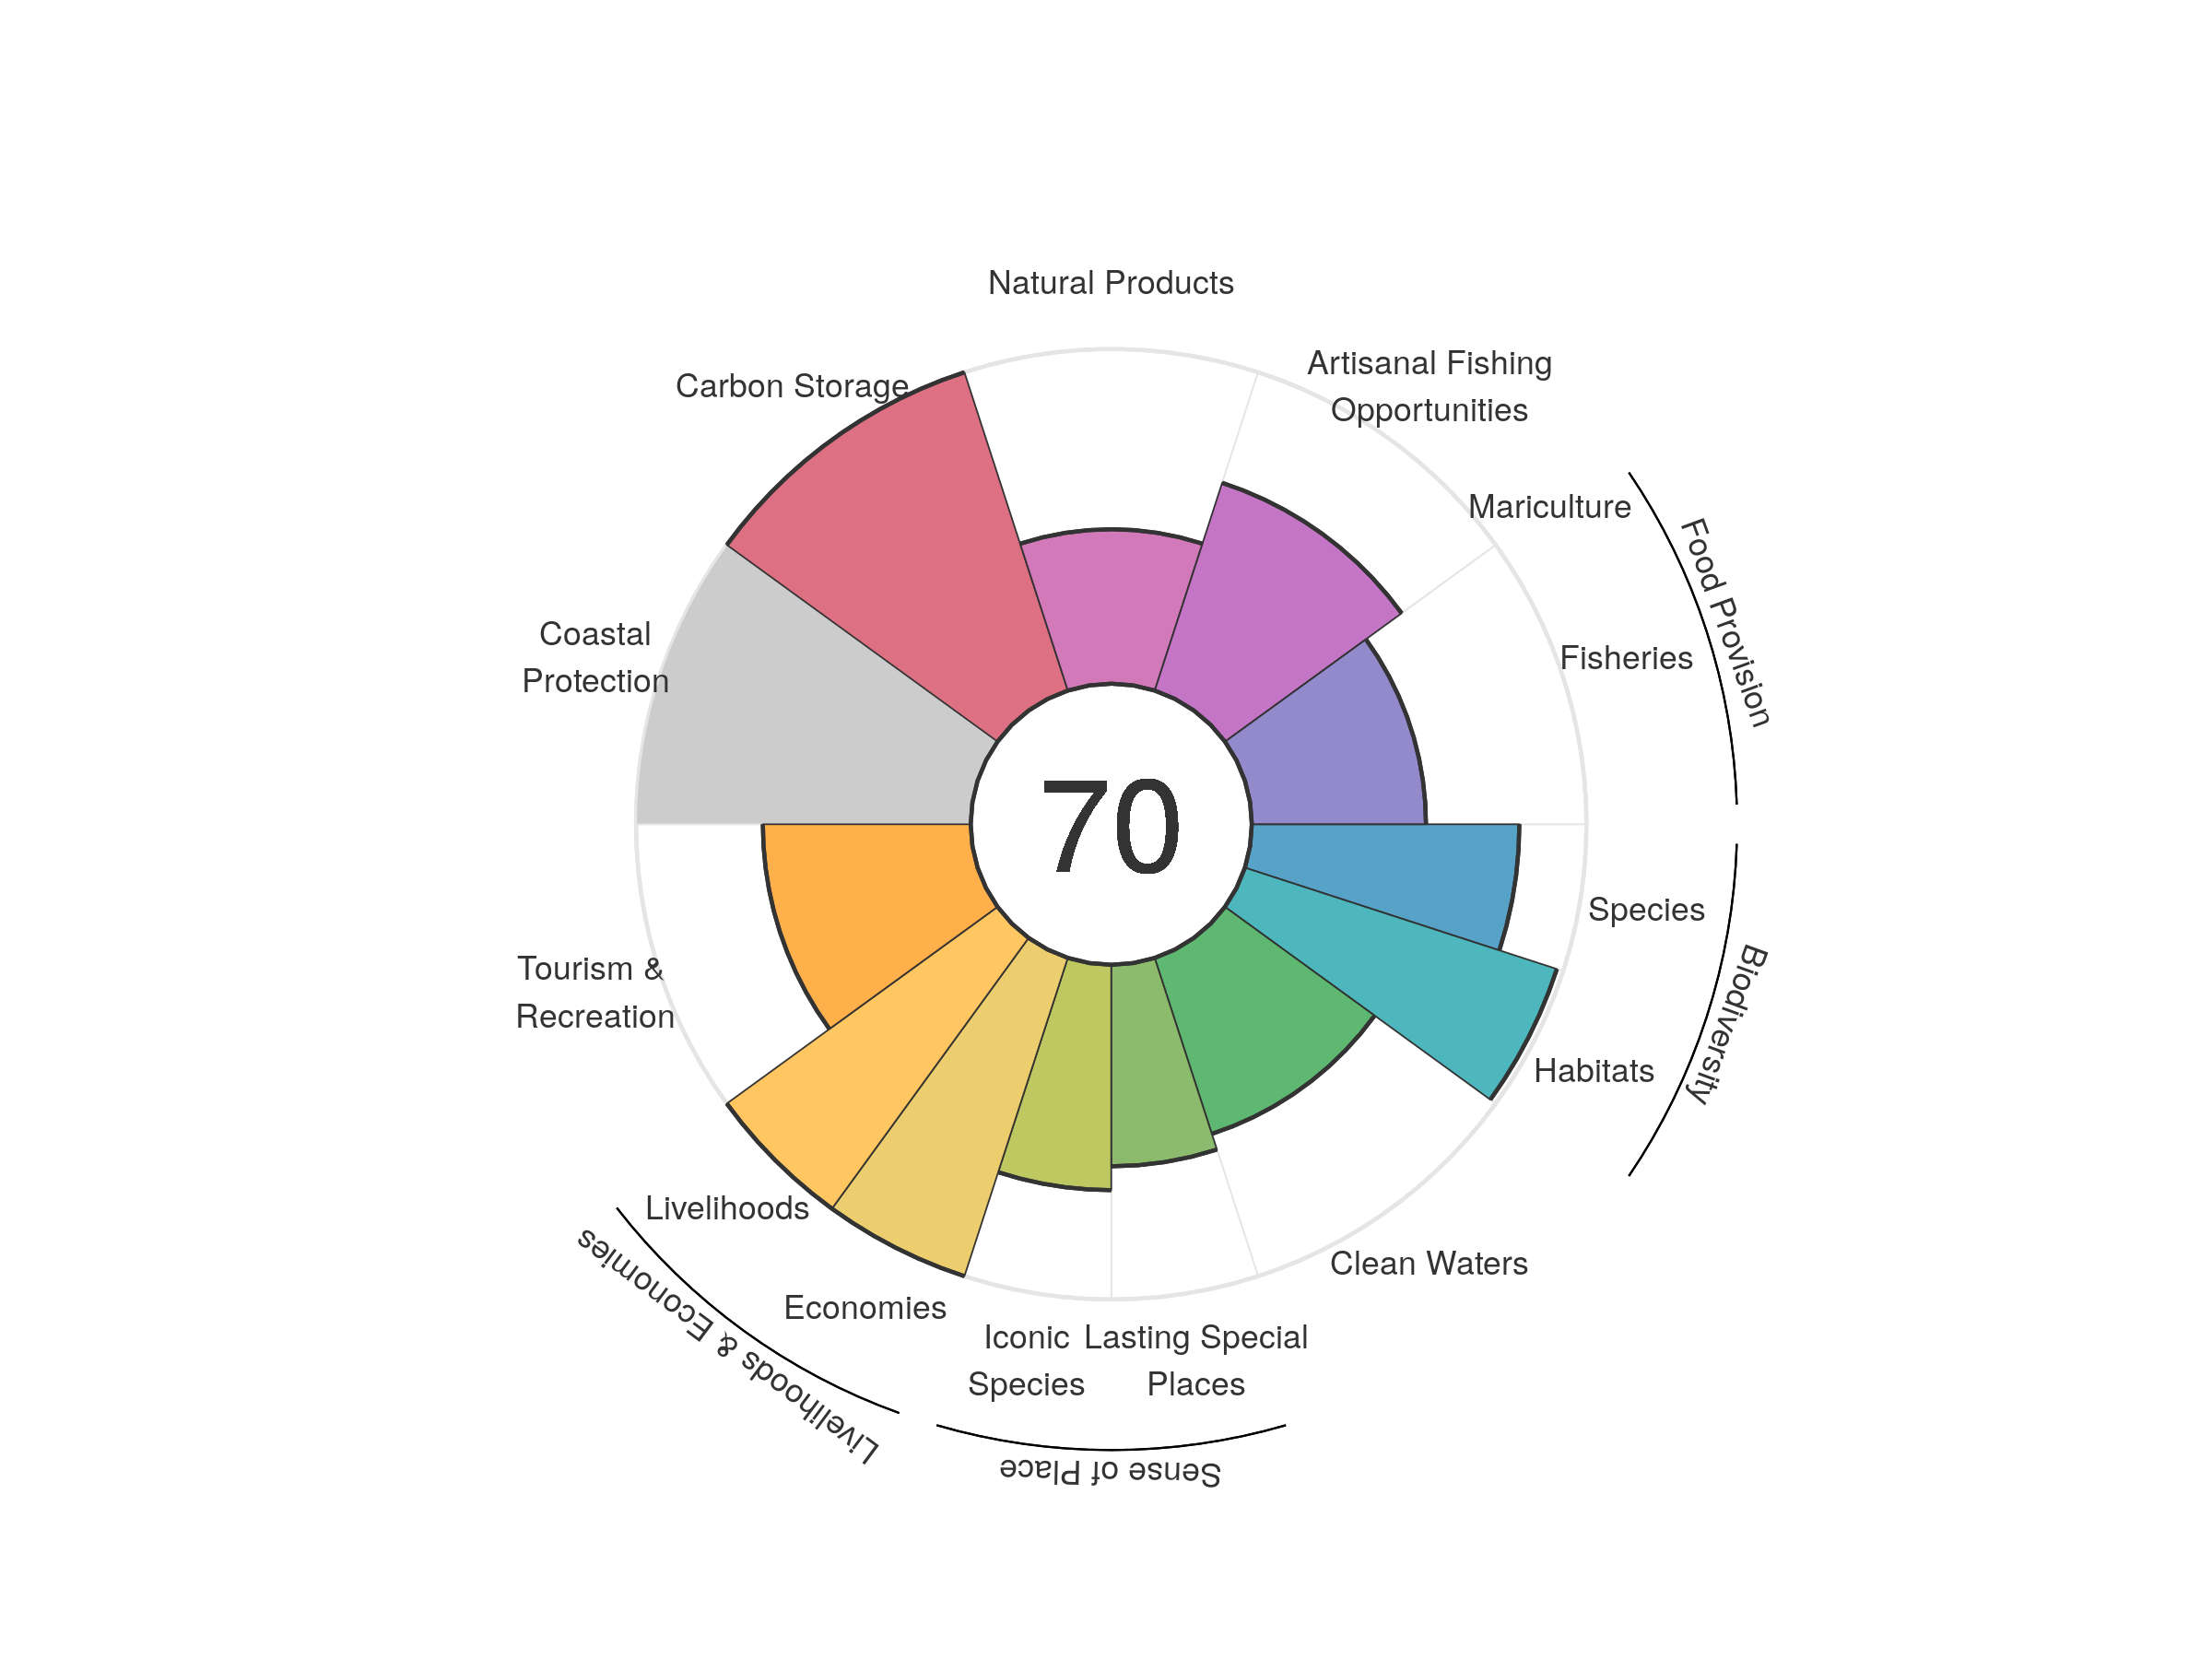 Natural Products
Artisanal Fishing
Opportunities
Carbon Storage
Mariculture
Food Provision
Coastal
Protection
Fisheries
70
Species
Tourism &
Recreation
Habitats
Biodiversity
Livelihoods
Clean Waters
Economies
Livelihoods & Economies
Iconic
Species
Lasting Special
Places
Sense of Place